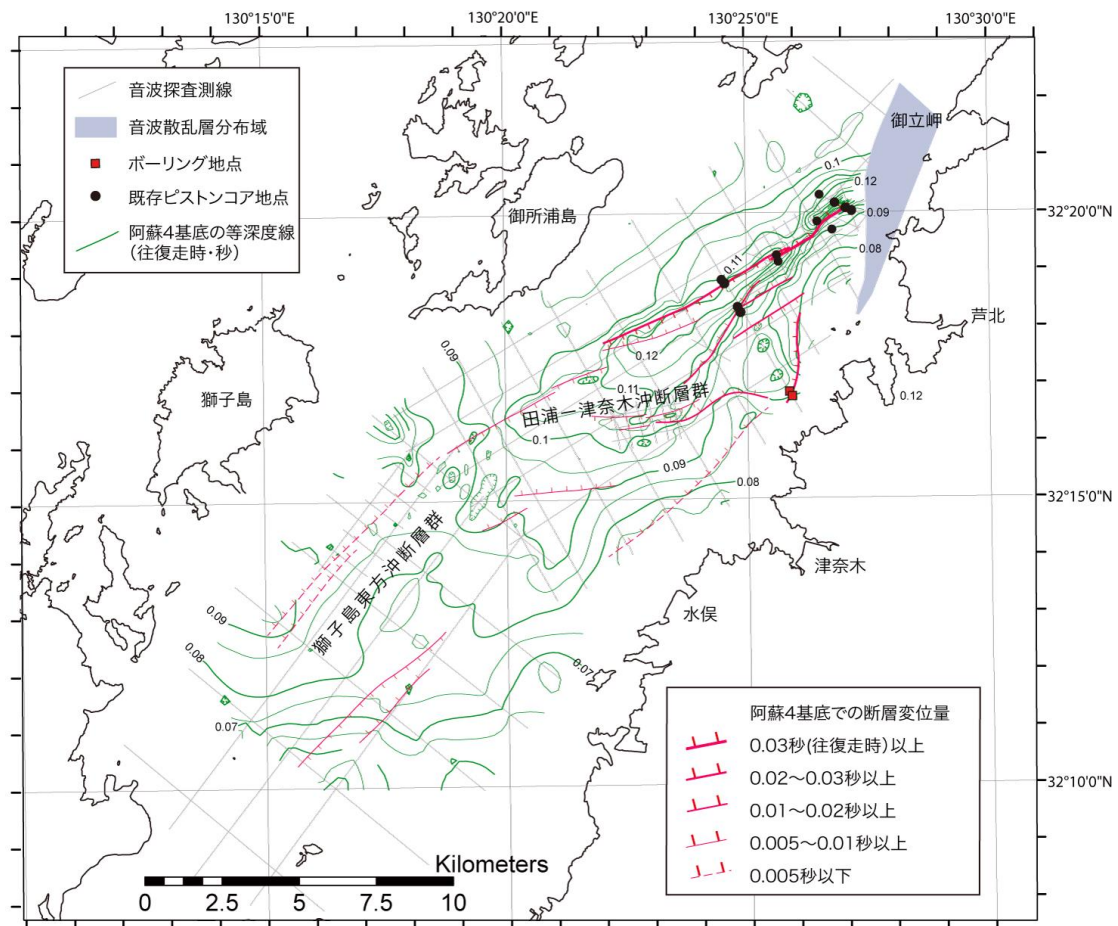 130°15'0"E
130°20'0"E
130°25'0"E
130°30'0"E
音波探査測線
音波散乱層分布域
ボーリング地点
既存ピストンコア地点
阿蘇4基底の等深度線
（往復走時・秒）
御立岬
0.1
0.12
0.09
0.08
32°20'0"N
御所浦島
0.11
芦北
0.09
0.12
0.12
獅子島
0.11
田浦ー津奈木沖断層群
0.1
0.09
0.08
32°15'0"N
獅子島東方沖断層群
津奈木
水俣
0.09
0.08
0.07
0.07
阿蘇4基底での断層変位量
0.03秒(往復走時）以上
0.02～0.03秒以上
0.01～0.02秒以上
0.005～0.01秒以上
0.005秒以下
32°10'0"N
Kilometers
0 2.5 5 7.5 10